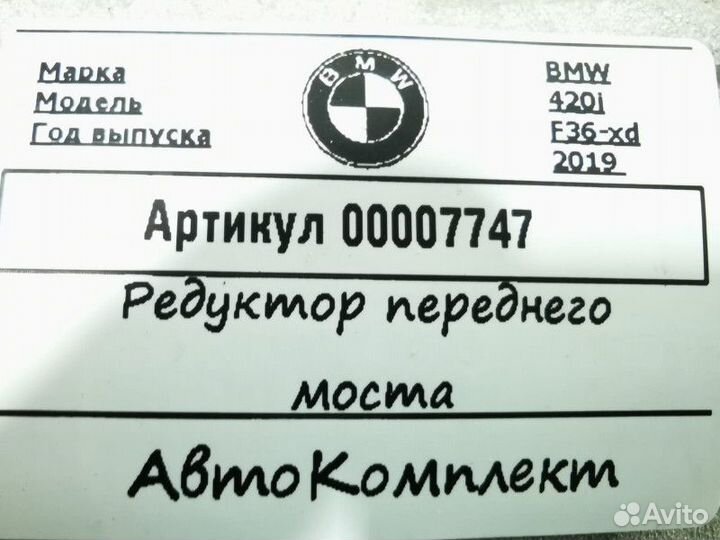 Марка
Модель
Год выпуска
BMW
BMW
420i
F36-xd
2019
Артикул 00007747
Редуктор переднего
моста
АвтоКомплект
Avito